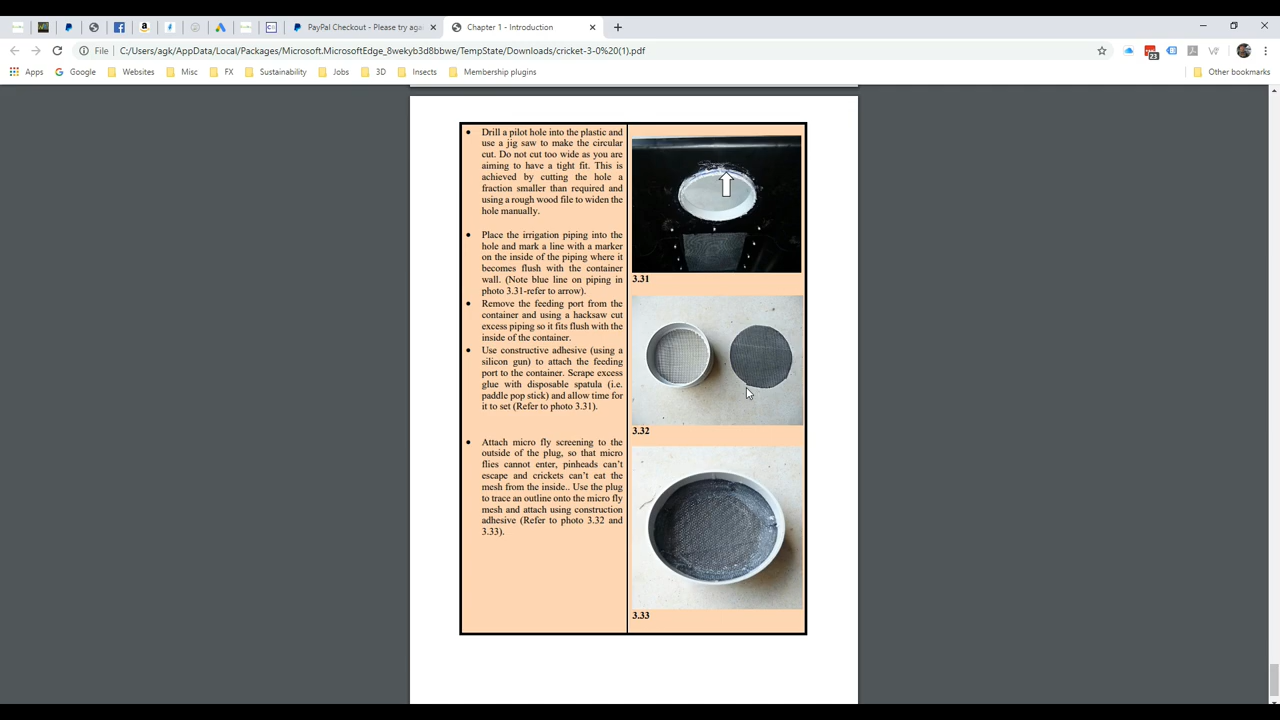 PayPal Checkout - Please try aga
Chapter 1 - Introduction
File
C:/Users/agk/AppData/Local/Packages/Microsoft.MicrosoftEdge_8wekyb3d8bbwe/TempState/Downloads/cricket-3-0%20(1).pdf
23
Apps
Google
Websites
Misc
FX
Sustainability
Jobs
3D
Insects
Membership plugins
Other bookmarks
• Drill a pilot hole into the plastic and
use a jig saw to make the circular
cut. Do not cut too wide as you are
aiming to have a tight fit. This is
achieved by cutting the hole a
fraction smaller than required and
using a rough wood file to widen the
hole manually.
• Place the irrigation piping into the
hole and mark a line with a marker
on the inside of the piping where it
becomes flush with the container
wall. (Note blue line on piping in
photo 3.31-refer to arrow).
• Remove the feeding port from the
container and using a hacksaw cut
excess piping so it fits flush with the
inside of the container.
• Use constructive adhesive (using a
silicon gun) to attach the feeding
port to the container. Scrape excess
glue with disposable spatula (i.e.
paddle pop stick) and allow time for
it to set (Refer to photo 3.31).
• Attach micro fly screening to the
outside of the plug, so that micro
flies cannot enter, pinheads can't
escape and crickets can't eat the
mesh from the inside.. Use the plug
to trace an outline onto the micro fly
mesh and attach using construction
adhesive (Refer to photo 3.32 and
3.33).
3.31
3.32
3.33